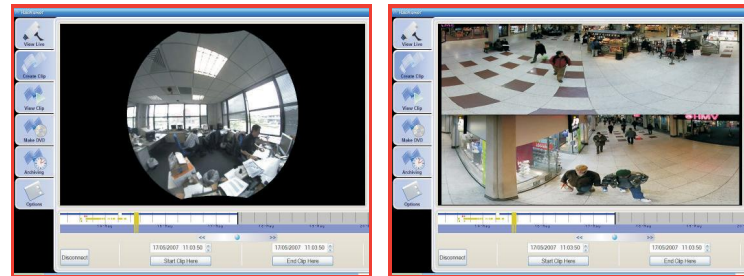 View Live
Create Clip
View Clip
Make DVD
Archiving
Options
Disconnect
17/05/2007 11:03:50
17/05/2007 11:03:50
Start Clip Here
End Clip Here
View Live
Create Clip
View Clip
Make DVD
Archiving
Options
HMV
Disconnect
17/05/2007 11:03:50
17/05/2007 11:03:50
Start Clip Here
End Clip Here